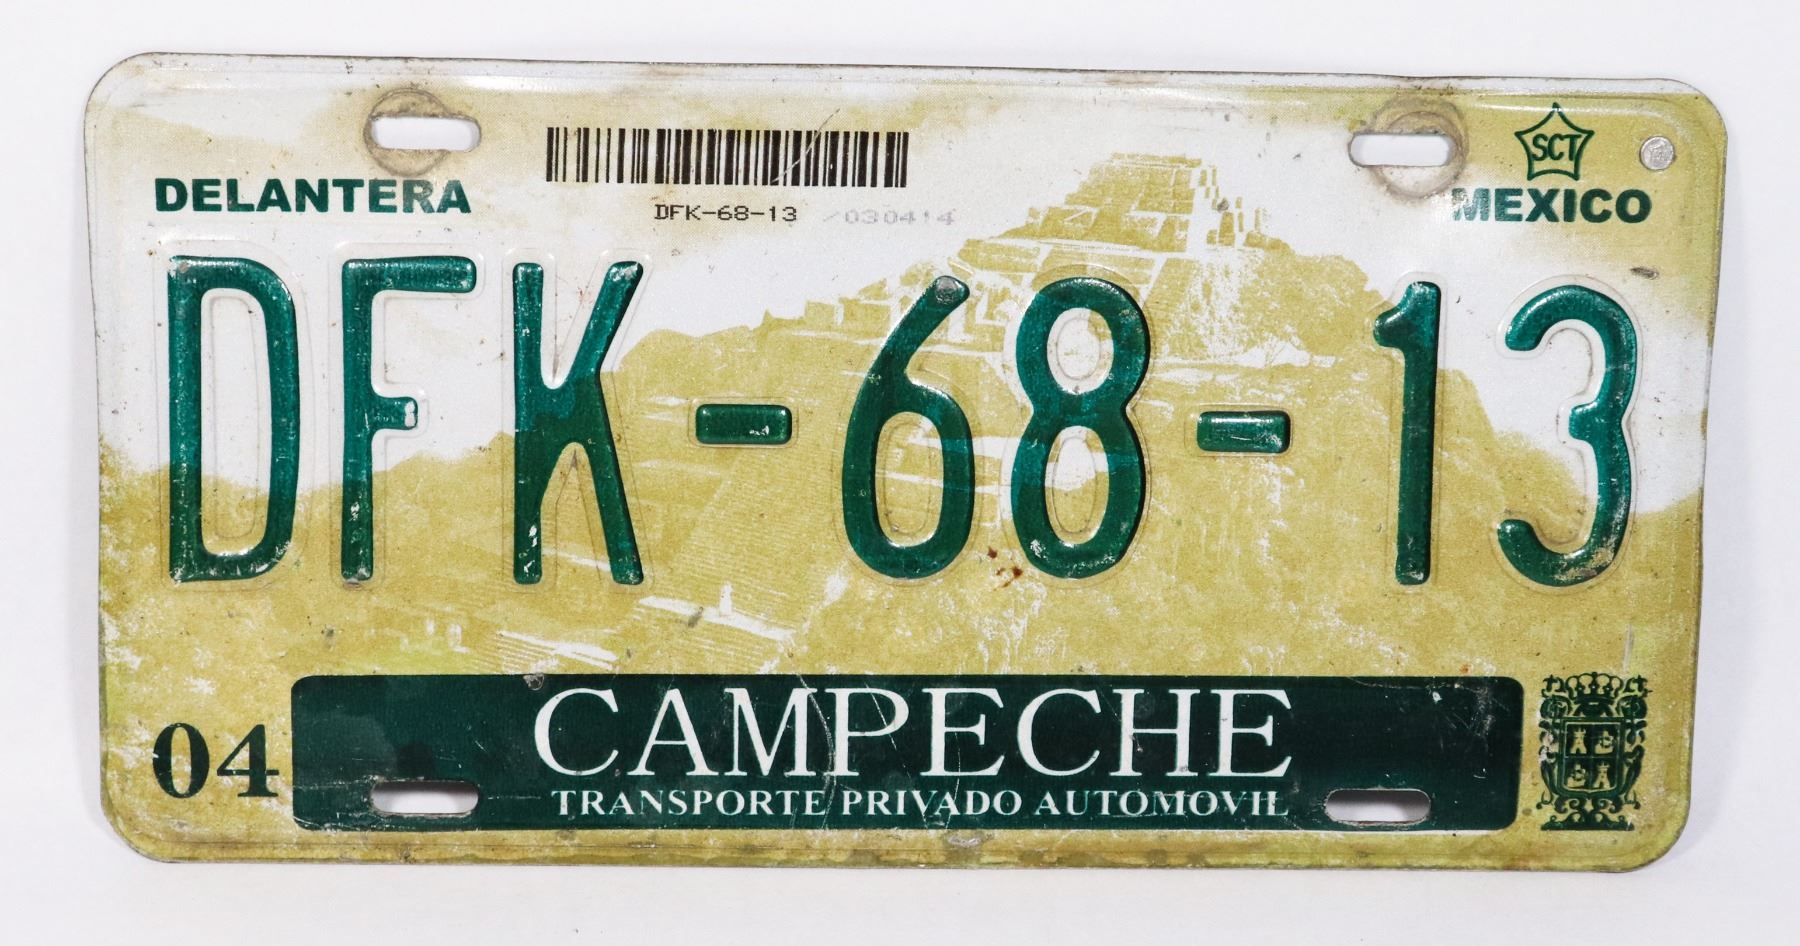 SCT
DELANTERA
MEXICO
DFK-68-13 /030414
DFK-68-13
04
CAMPECHE
TRANSPORTE PRIVADO AUTOMOVIL